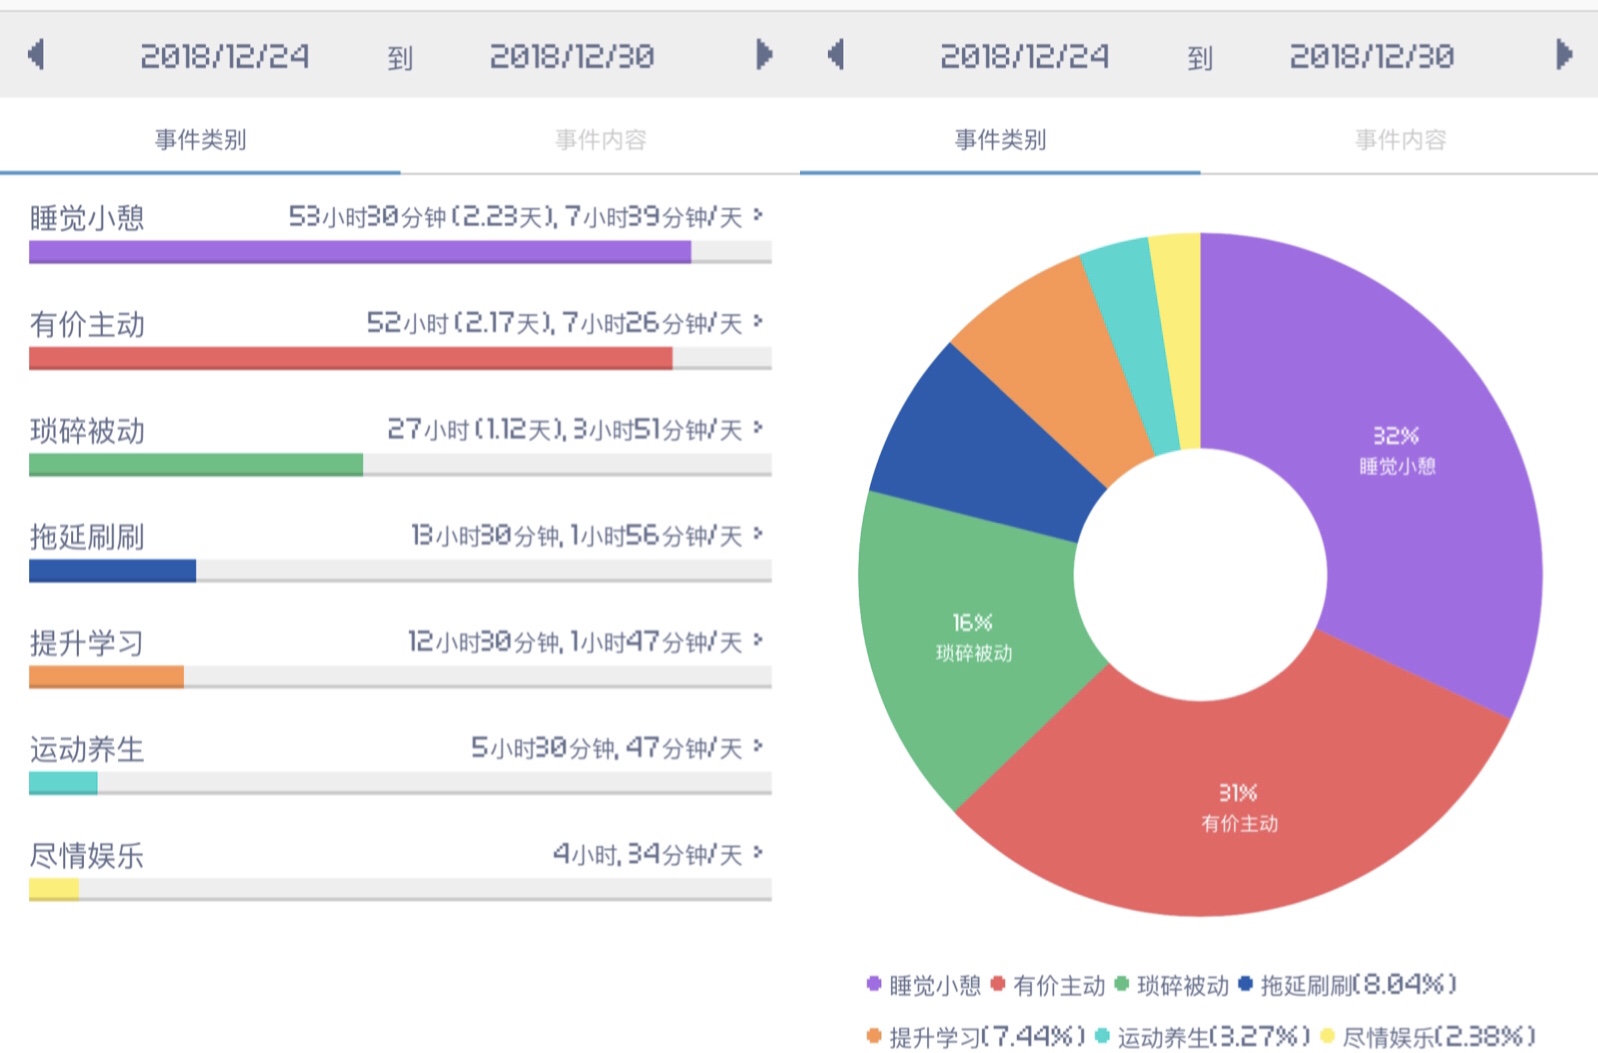 2018/12/24 到 2018/12/30
事件类别 事件内容
睡觉小憩 53小时30分钟(2.23天), 7小时39分钟/天 >
有价主动 52小时(2.17天), 7小时26分钟/天 >
琐碎被动 27小时(1.12天), 3小时51分钟/天 >
拖延刷刷 13小时30分钟, 1小时56分钟/天 >
提升学习 12小时30分钟, 1小时47分钟/天 >
运动养生 5小时30分钟, 47分钟/天 >
尽情娱乐 4小时, 34分钟/天 >
2018/12/24 到 2018/12/30
事件类别 事件内容
32%
睡觉小憩
16%
琐碎被动
31%
有价主动
睡觉小憩 有价主动 琐碎被动 拖延刷刷(8.04%)
提升学习(7.44%) 运动养生(3.27%) 尽情娱乐(2.38%)